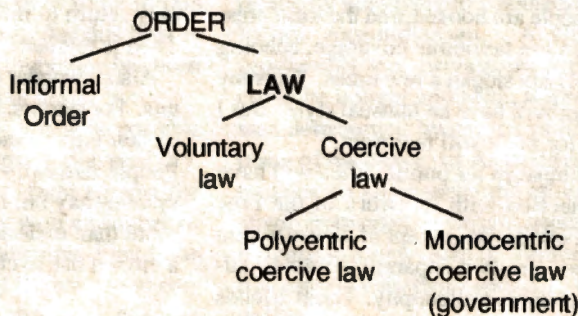 ORDER
Informal
Order
LAW
Voluntary
law
Coercive
law
Polycentric
coercive law
Monocentric
coercive law
(government)